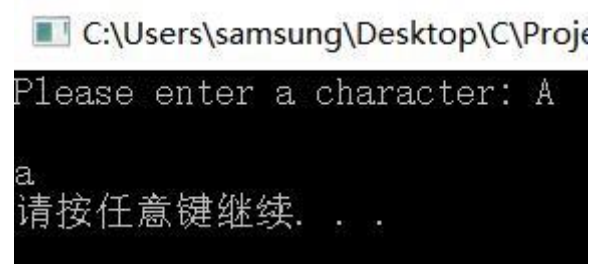 C:\Users\samsung\Desktop\C\Proje
Please enter a character: A
a
请按任意键继续. . .